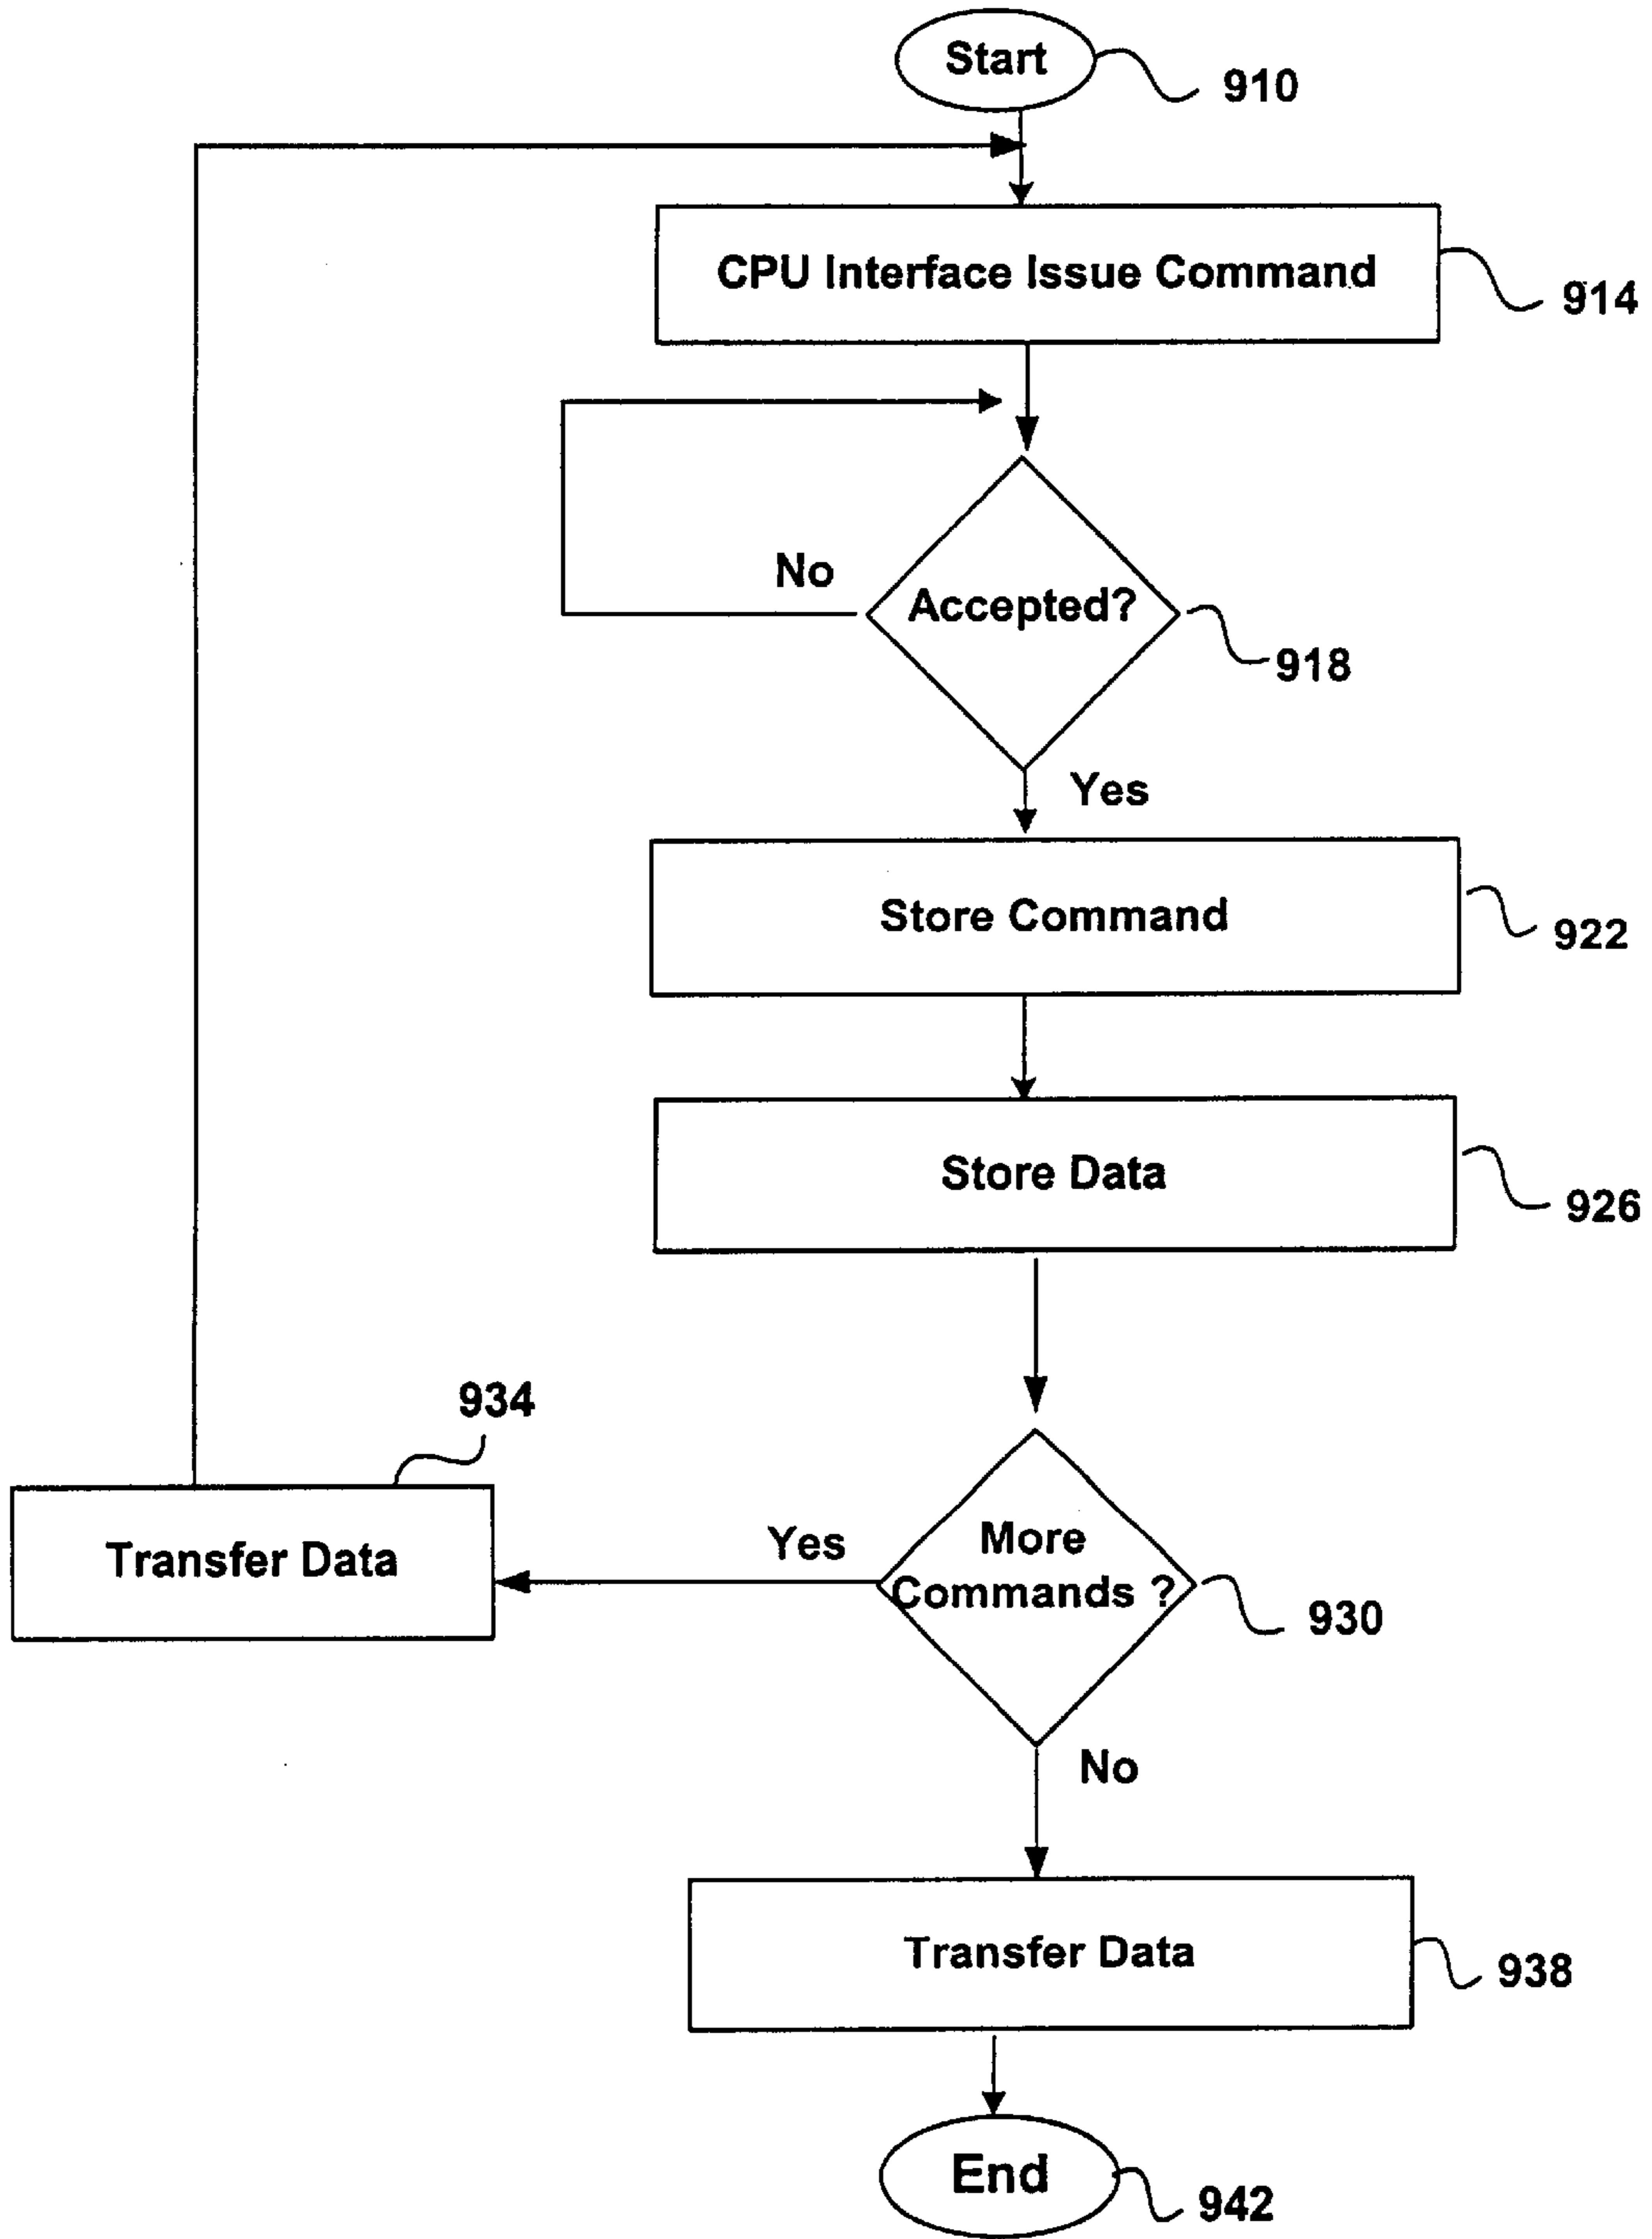 Start
910
CPU Interface Issue Command
914
No
Accepted?
918
Yes
Store Command
922
Store Data
926
934
Transfer Data
Yes
More
Commands ?
930
No
Transfer Data
938
End
942